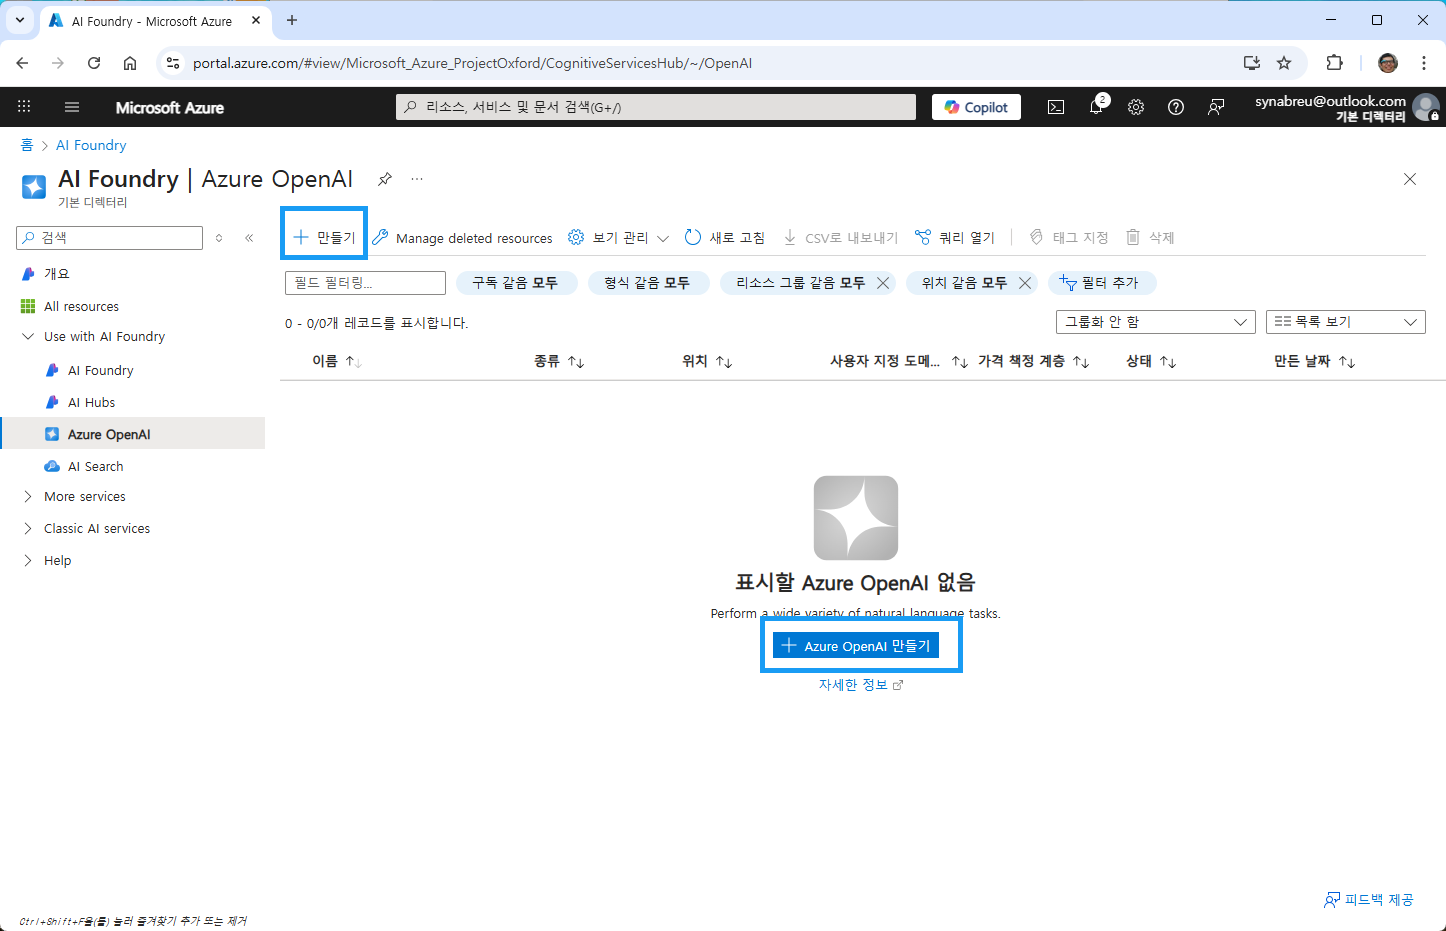 AI Foundry - Microsoft Azure
portal.azure.com/#view/Microsoft_Azure_ProjectOxford/CognitiveServicesHub/~/OpenAI
Microsoft Azure
리소스, 서비스 및 문서 검색(G+/)
Copilot
2
synabreu@outlook.com
기본 디렉터리
홈 > AI Foundry
AI Foundry | Azure OpenAI
기본 디렉터리
검색
만들기
Manage deleted resources
보기 관리
새로 고침
CSV로 내보내기
쿼리 열기
태그 지정
삭제
개요
All resources
Use with AI Foundry
AI Foundry
AI Hubs
Azure OpenAI
AI Search
More services
Classic AI services
Help
필드 필터링...
구독 같음 모두
형식 같음 모두
리소스 그룹 같음 모두
위치 같음 모두
필터 추가
0 - 0/0개 레코드를 표시합니다.
그룹화 안 함
목록 보기
이름
종류
위치
사용자 지정 도메...
가격 책정 계층
상태
만든 날짜
표시할 Azure OpenAI 없음
Perform a wide variety of natural language tasks.
Azure OpenAI 만들기
자세한 정보
피드백 제공
Ctrl+Shift+F을(를) 눌러 즐겨찾기 추가 또는 제거